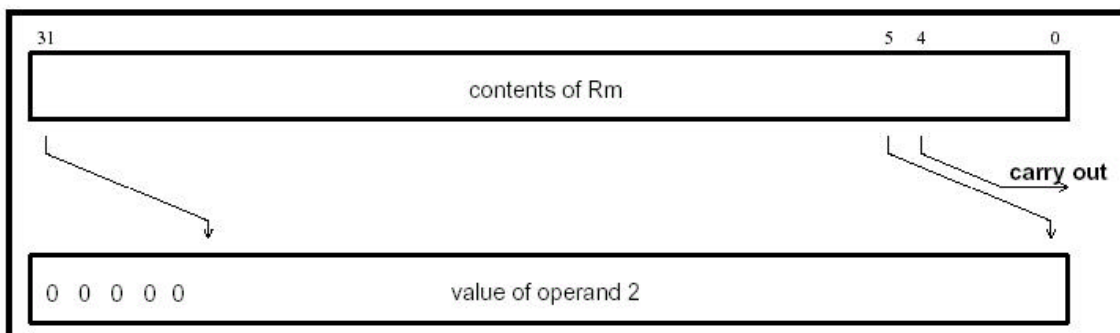 31 5 4 0
contents of Rm
carry out
0 0 0 0 0 value of operand 2